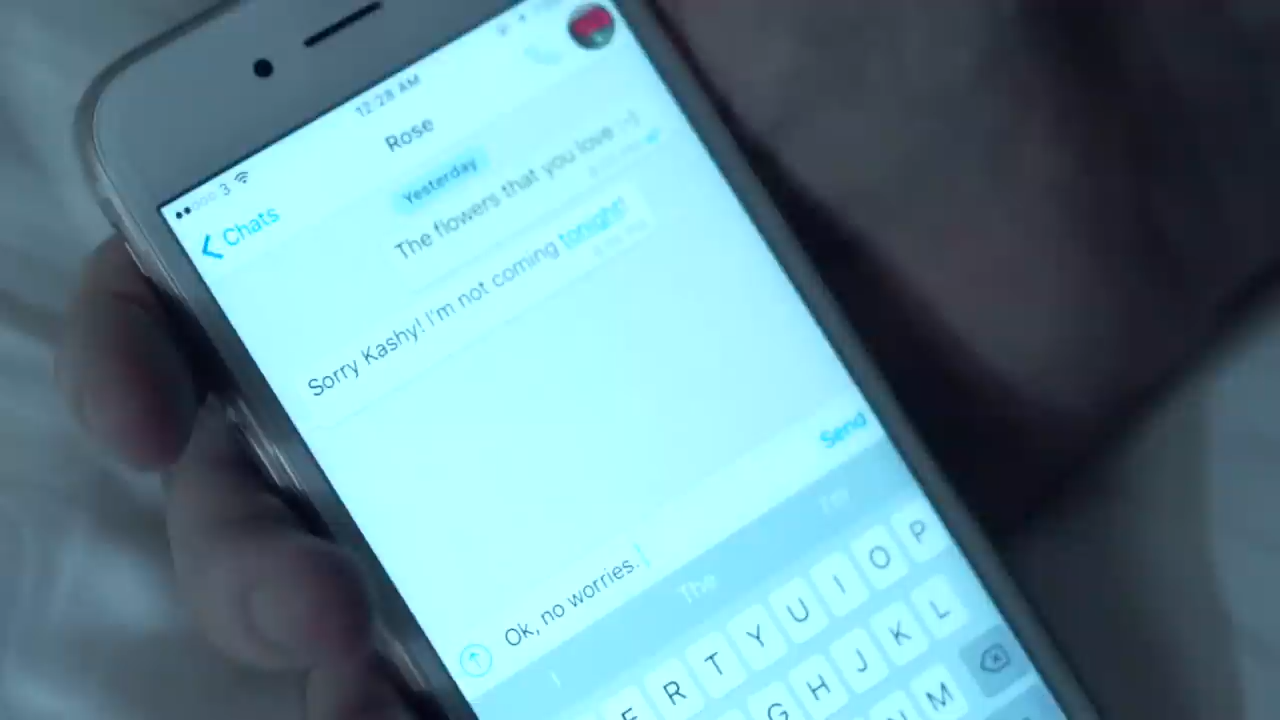 3
12:28 AM
Chats
Rose
Yesterday
The flowers that you love :-)
Sorry Kashy! I'm not coming tonight!
Ok, no worries.
Send
I
The
I'm
E R T Y U I O P
G H J K L
N M